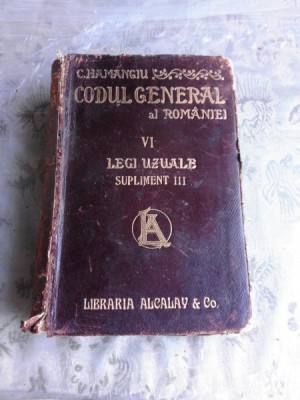 C. HAMANGIU
CODUL GENERAL
al ROMÂNIEI
VI
LEGI UZUALE
SUPLIMENT III
LIBRARIA ALCALAY & Co.